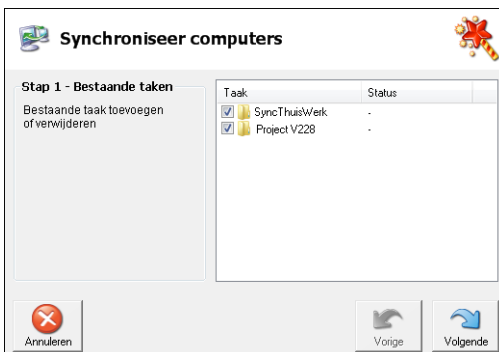 Synchroniseer computers
Stap 1 - Bestaande taken
Bestaande taak toevoegen
of verwijderen
Taak Status
SyncThuisWerk -
Project V228 -
Annuleren
Vorige
Volgende